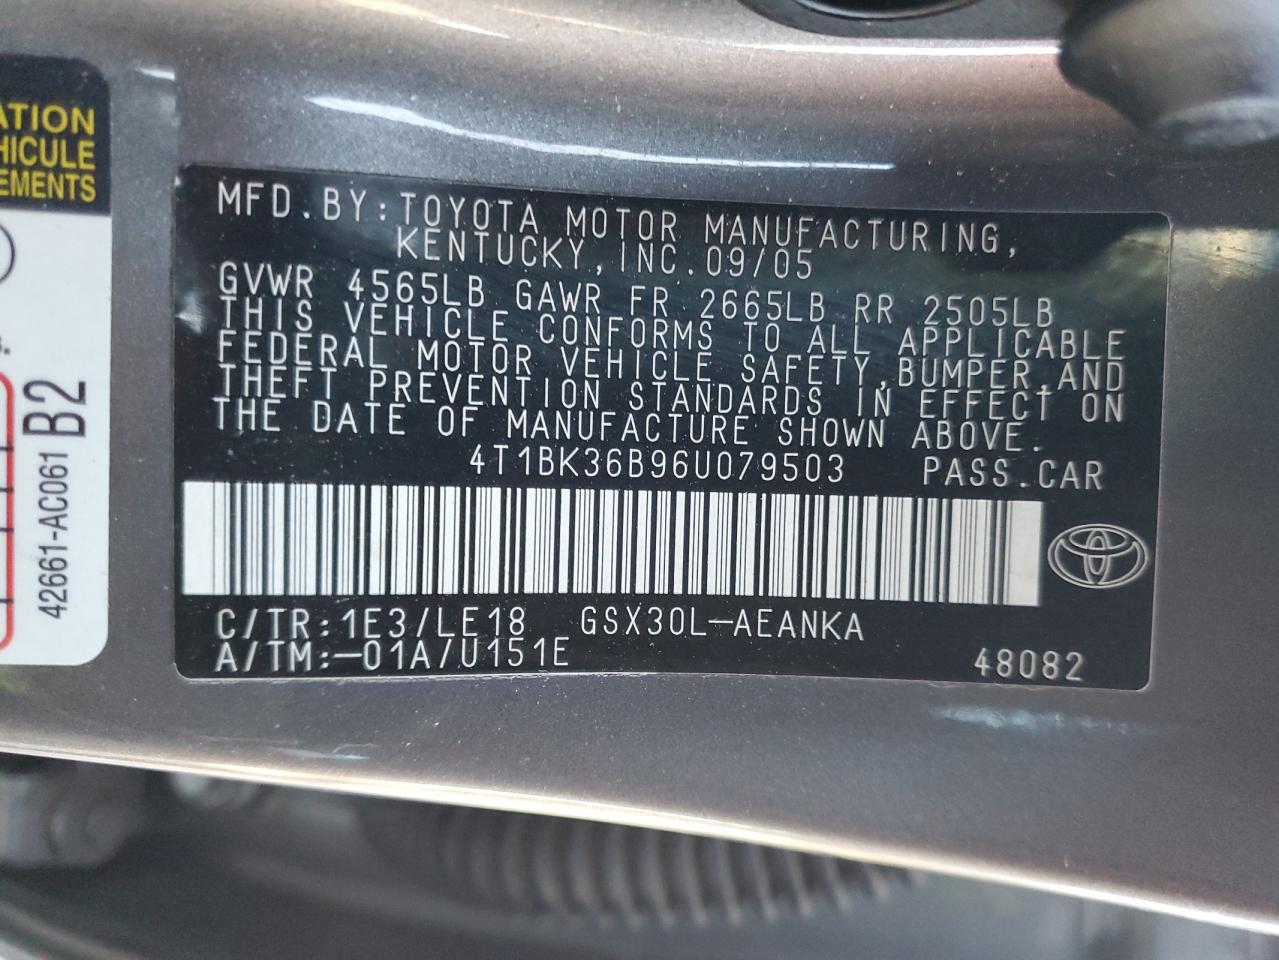 ATION
HICULE
EMENTS
s.
42661-AC061 B2
MFD.BY:TOYOTA MOTOR MANUFACTURING,
KENTUCKY,INC.09/05
GVWR 4565LB GAWR FR 2665LB RR 2505LB
THIS VEHICLE CONFORMS TO ALL APPLICABLE
FEDERAL MOTOR VEHICLE SAFETY,BUMPER,AND
THEFT PREVENTION STANDARDS IN EFFECT ON
THE DATE OF MANUFACTURE SHOWN ABOVE.
4T1BK36B96U079503 PASS.CAR
C/TR:1E3/LE18 GSX30L-AEANKA
A/TM:-01A/U151E 48082